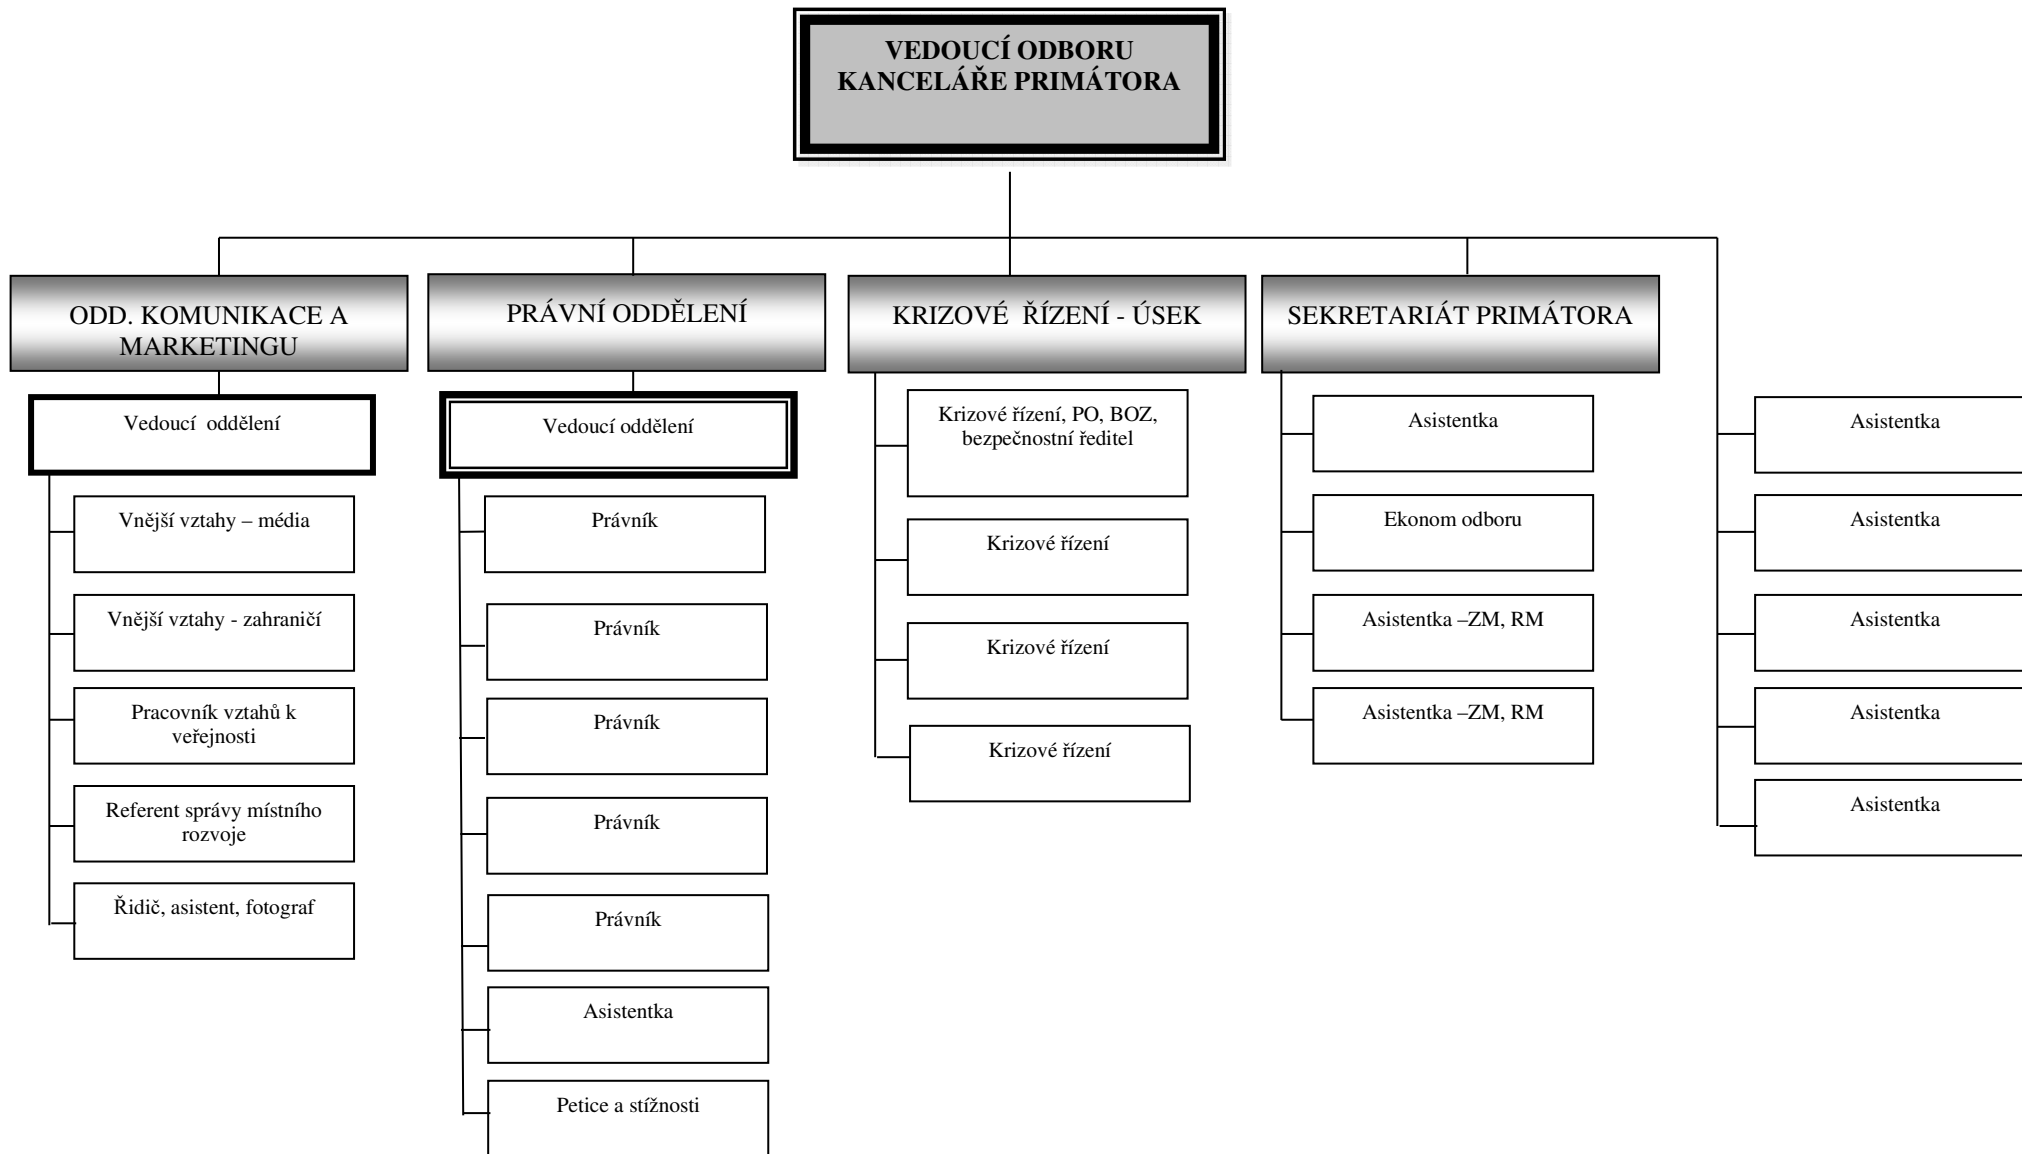 VEDOUCÍ ODBORU
KANCELÁŘE PRIMÁTORA
ODD. KOMUNIKACE A
MARKETINGU
Vedoucí  oddělení
Vnější vztahy – média
Vnější vztahy - zahraničí
Pracovník vztahů k
veřejnosti
Referent správy místního
rozvoje
Řidič, asistent, fotograf
PRÁVNÍ ODDĚLENÍ
Vedoucí oddělení
Právník
Právník
Právník
Právník
Právník
Asistentka
Petice a stížnosti
KRIZOVÉ  ŘÍZENÍ - ÚSEK
Krizové řízení, PO, BOZ,
bezpečnostní ředitel
Krizové řízení
Krizové řízení
Krizové řízení
SEKRETARIÁT PRIMÁTORA
Asistentka
Ekonom odboru
Asistentka –ZM, RM
Asistentka –ZM, RM
Asistentka
Asistentka
Asistentka
Asistentka
Asistentka